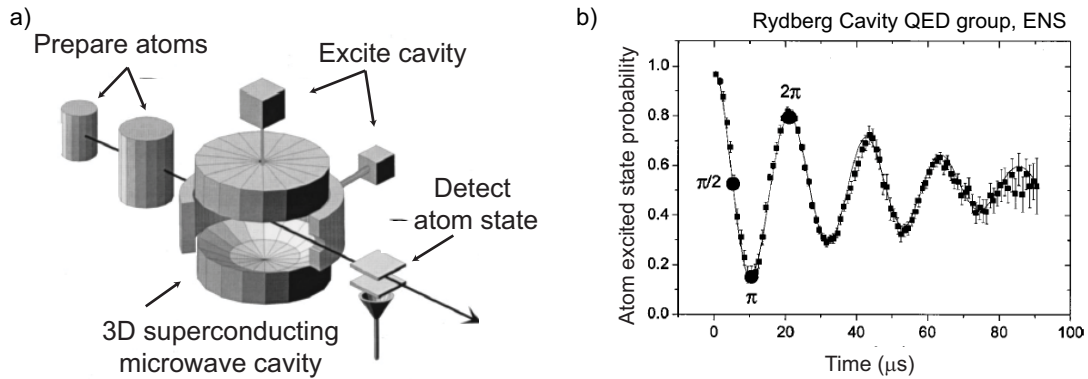 a)
Prepare atoms
Excite cavity
Detect
atom state
3D superconducting
microwave cavity
b)
Rydberg Cavity QED group, ENS
Atom excited state probability
1.0
0.8
0.6
0.4
0.2
0.0
2π
π/2
π
0
20
40
60
80
100
Time (μs)